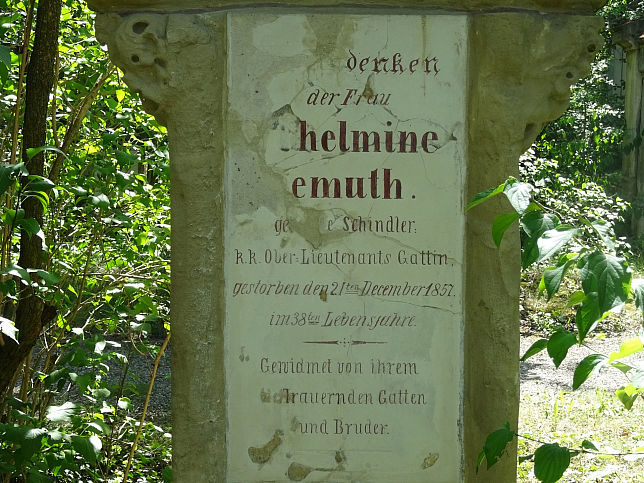 denken
der Frau
helmine
emuth.
Schindler,
k.k. Ober-Lieutenants Gattin
gestorben den 21ten December 1857.
im 38ten Lebensjahre.
Gewidmet von ihrem
trauernden Gatten
und Bruder.